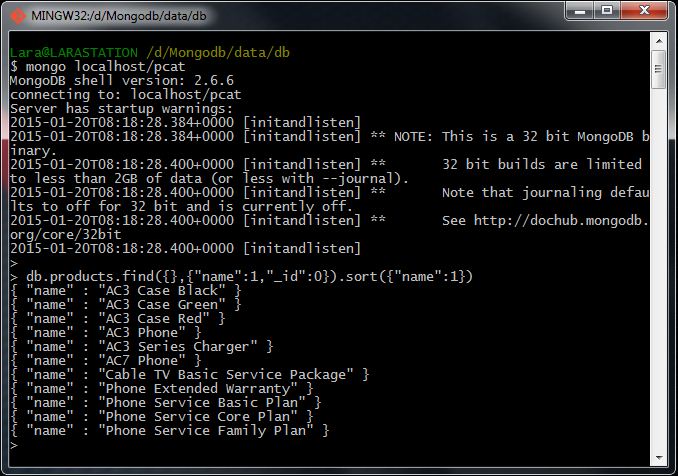 MINGW32:/d/Mongodb/data/db
Lara@LARASTATION /d/Mongodb/data/db
$ mongo localhost/pcat
MongoDB shell version: 2.6.6
connecting to: localhost/pcat
Server has startup warnings:
2015-01-20T08:18:28.384+0000 [initandlisten]
2015-01-20T08:18:28.384+0000 [initandlisten] ** NOTE: This is a 32 bit MongoDB b
inary.
2015-01-20T08:18:28.400+0000 [initandlisten] **       32 bit builds are limited
to less than 2GB of data (or less with --journal).
2015-01-20T08:18:28.400+0000 [initandlisten] **       Note that journaling defau
lts to off for 32 bit and is currently off.
2015-01-20T08:18:28.400+0000 [initandlisten] **       See http://dochub.mongodb.
org/core/32bit
2015-01-20T08:18:28.400+0000 [initandlisten]
>
> db.products.find({},{"name":1,"_id":0}).sort({"name":1})
{ "name" : "AC3 Case Black" }
{ "name" : "AC3 Case Green" }
{ "name" : "AC3 Case Red" }
{ "name" : "AC3 Phone" }
{ "name" : "AC3 Series Charger" }
{ "name" : "AC7 Phone" }
{ "name" : "Cable TV Basic Service Package" }
{ "name" : "Phone Extended Warranty" }
{ "name" : "Phone Service Basic Plan" }
{ "name" : "Phone Service Core Plan" }
{ "name" : "Phone Service Family Plan" }
>